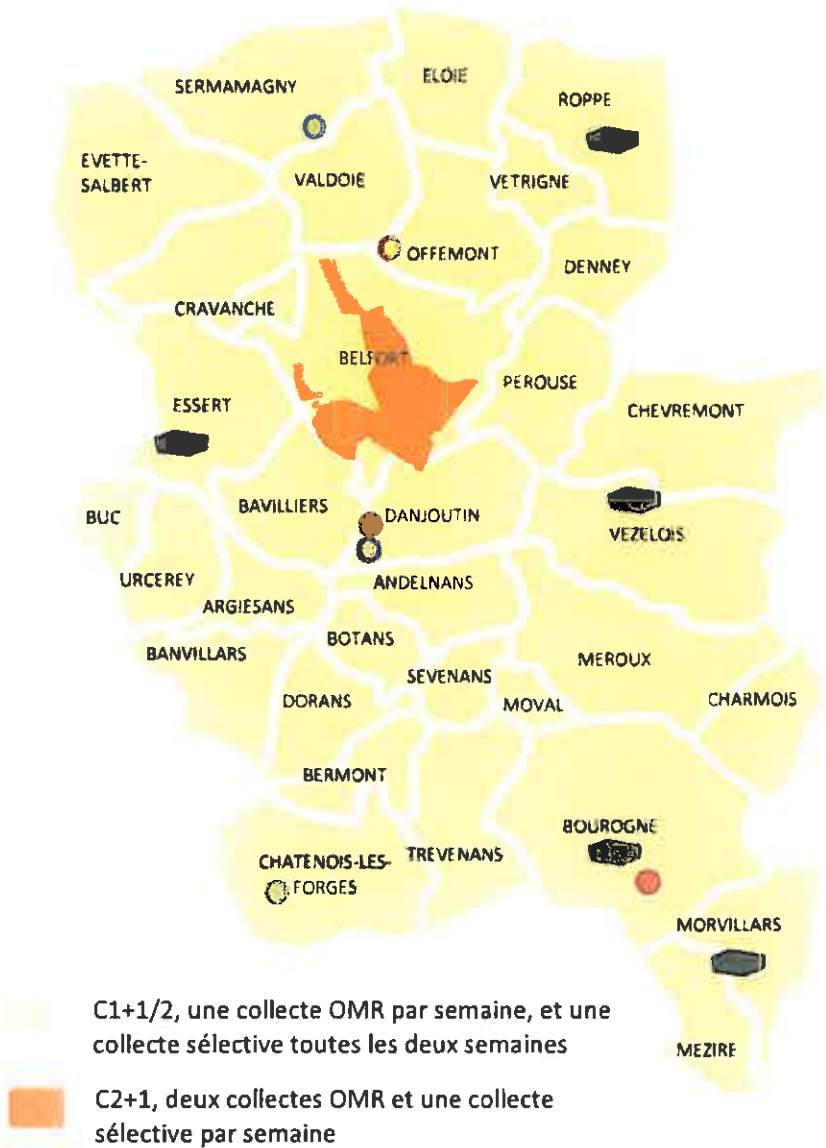 ELOIE
SERMAMAGNY
ROPPE
EVETTE-
SALBERT
VALDOIE
VETRIGNE
OFFEMONT
DENNEY
CRAVANCHE
BELFORT
PEROUSE
ESSERT
CHEVREMONT
BAVILLIERS
DANJOUTIN
BUC
VEZELOIS
URCEREY
ANDELNANS
ARGIESANS
BOTANS
BANVILLARS
MEROUX
SEVENANS
DORANS
MOVAL
CHARMOIS
BERMONT
BOUROGNE
CHATENOIS-LES-
FORGES
TREVENANS
MORVILLARS
MEZIRE
C1+1/2, une collecte OMR par semaine, et une
collecte sélective toutes les deux semaines
C2+1, deux collectes OMR et une collecte
sélective par semaine